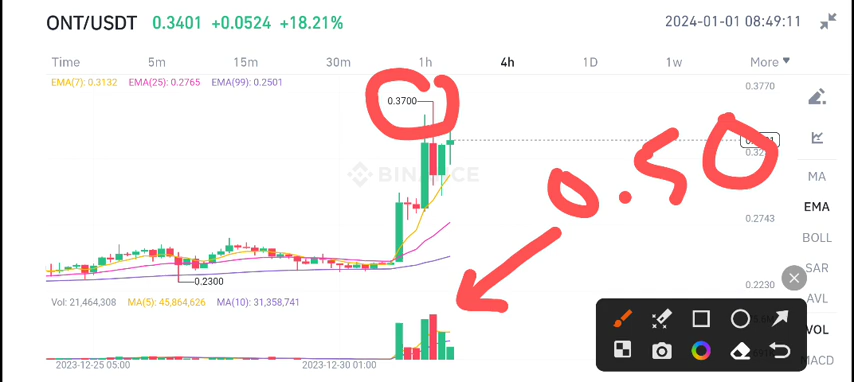 ONT/USDT 0.3401 +0.0524 +18.21% 2024-01-01 08:49:11
Time 5m 15m 30m 1h 4h 1D 1w More
EMA(7): 0.3132 EMA(25): 0.2765 EMA(99): 0.2501
0.3770
0.3700
MA
BINANCE
0.50
EMA
0.2743
BOLL
SAR
0.2300
0.2230
AVL
Vol: 21,464,308 MA(5): 45,864,626 MA(10): 31,358,741
VOL
MACD
2023-12-25 05:00 2023-12-30 01:00